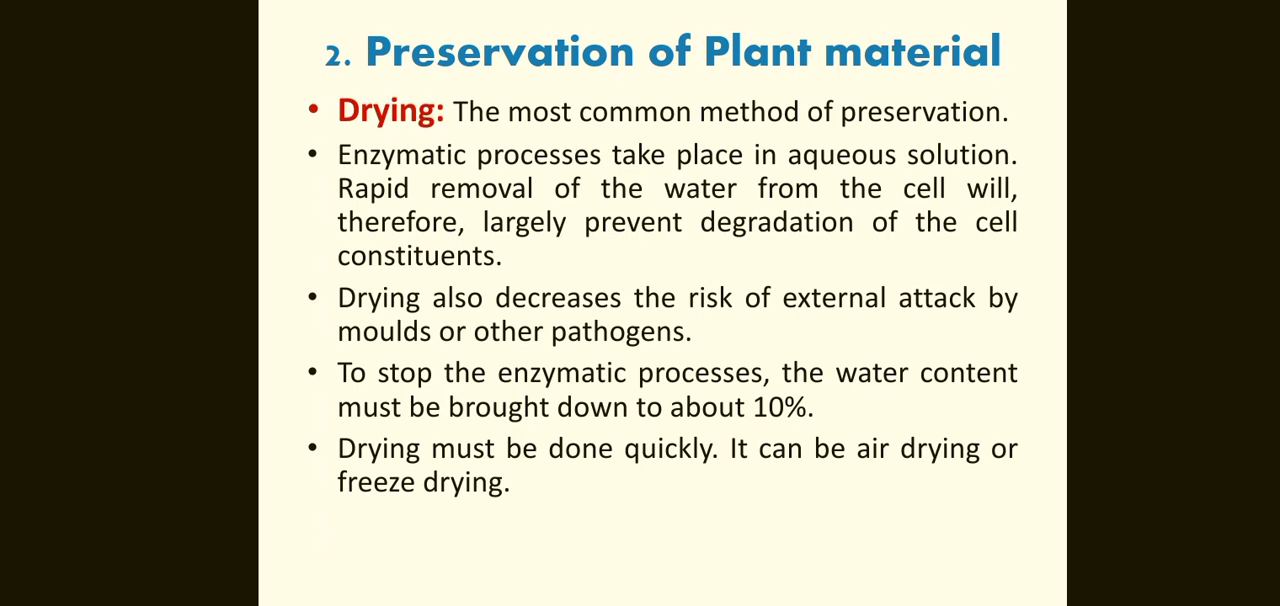 2. Preservation of Plant material
• Drying: The most common method of preservation.
• Enzymatic processes take place in aqueous solution.
Rapid removal of the water from the cell will,
therefore, largely prevent degradation of the cell
constituents.
• Drying also decreases the risk of external attack by
moulds or other pathogens.
• To stop the enzymatic processes, the water content
must be brought down to about 10%.
• Drying must be done quickly. It can be air drying or
freeze drying.